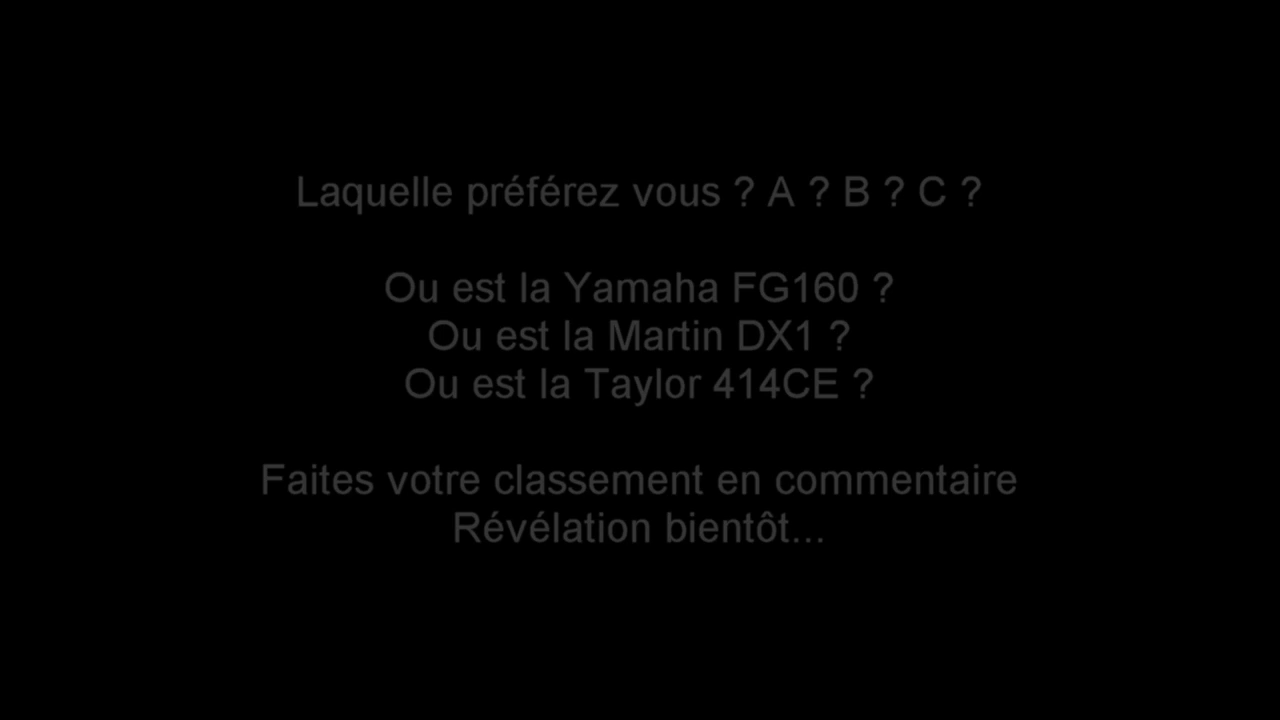 Laquelle préférez vous ? A ? B ? C ?
Ou est la Yamaha FG160 ?
Ou est la Martin DX1 ?
Ou est la Taylor 414CE ?
Faites votre classement en commentaire
Révélation bientôt...